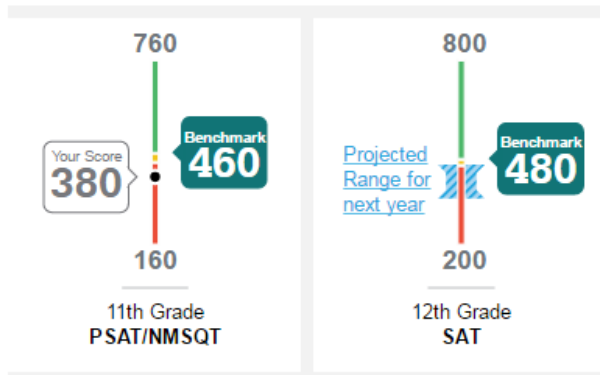 760
Your Score
380
Benchmark
460
160
11th Grade
PSAT/NMSQT
800
Projected
Range for
next year
Benchmark
480
200
12th Grade
SAT